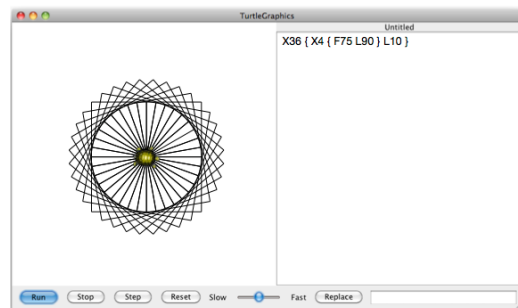 TurtleGraphics
Untitled
X36 { X4 { F75 L90 } L10 }
Run
Stop
Step
Reset
Slow
Fast
Replace